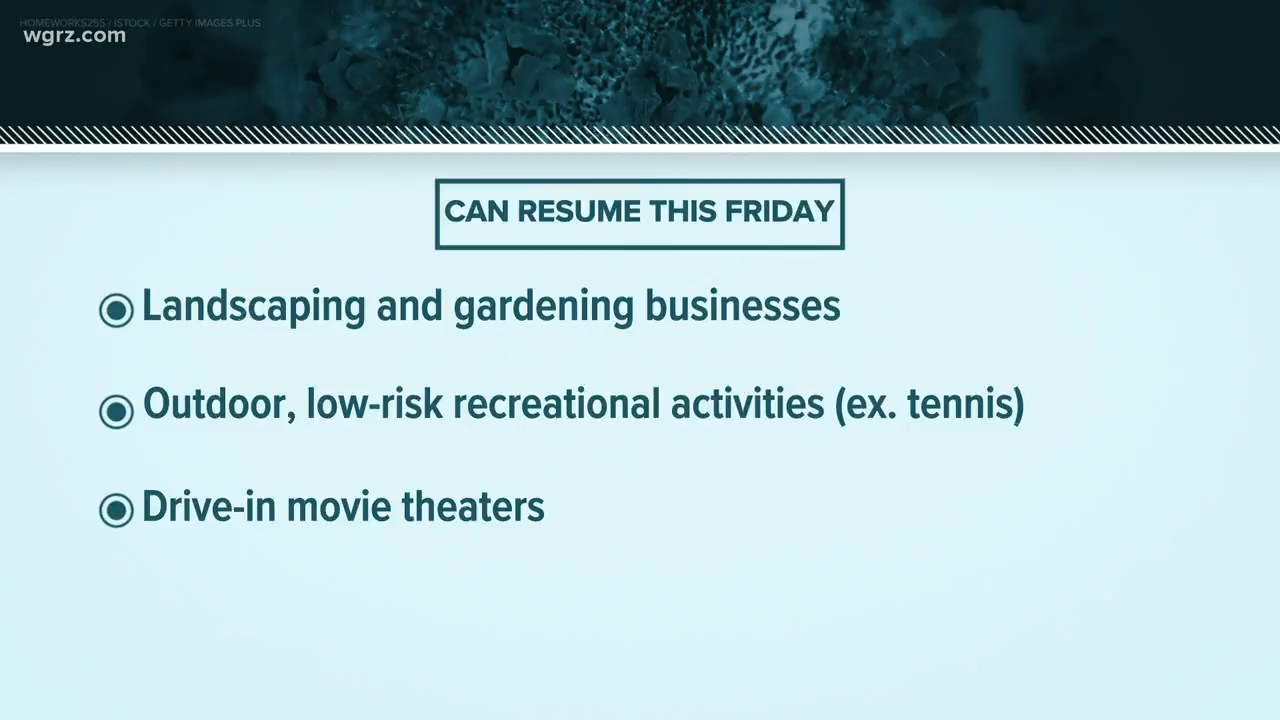 HOMEWORKS255 / ISTOCK / GETTY IMAGES PLUS
wgrz.com
CAN RESUME THIS FRIDAY
Landscaping and gardening businesses
Outdoor, low-risk recreational activities (ex. tennis)
Drive-in movie theaters